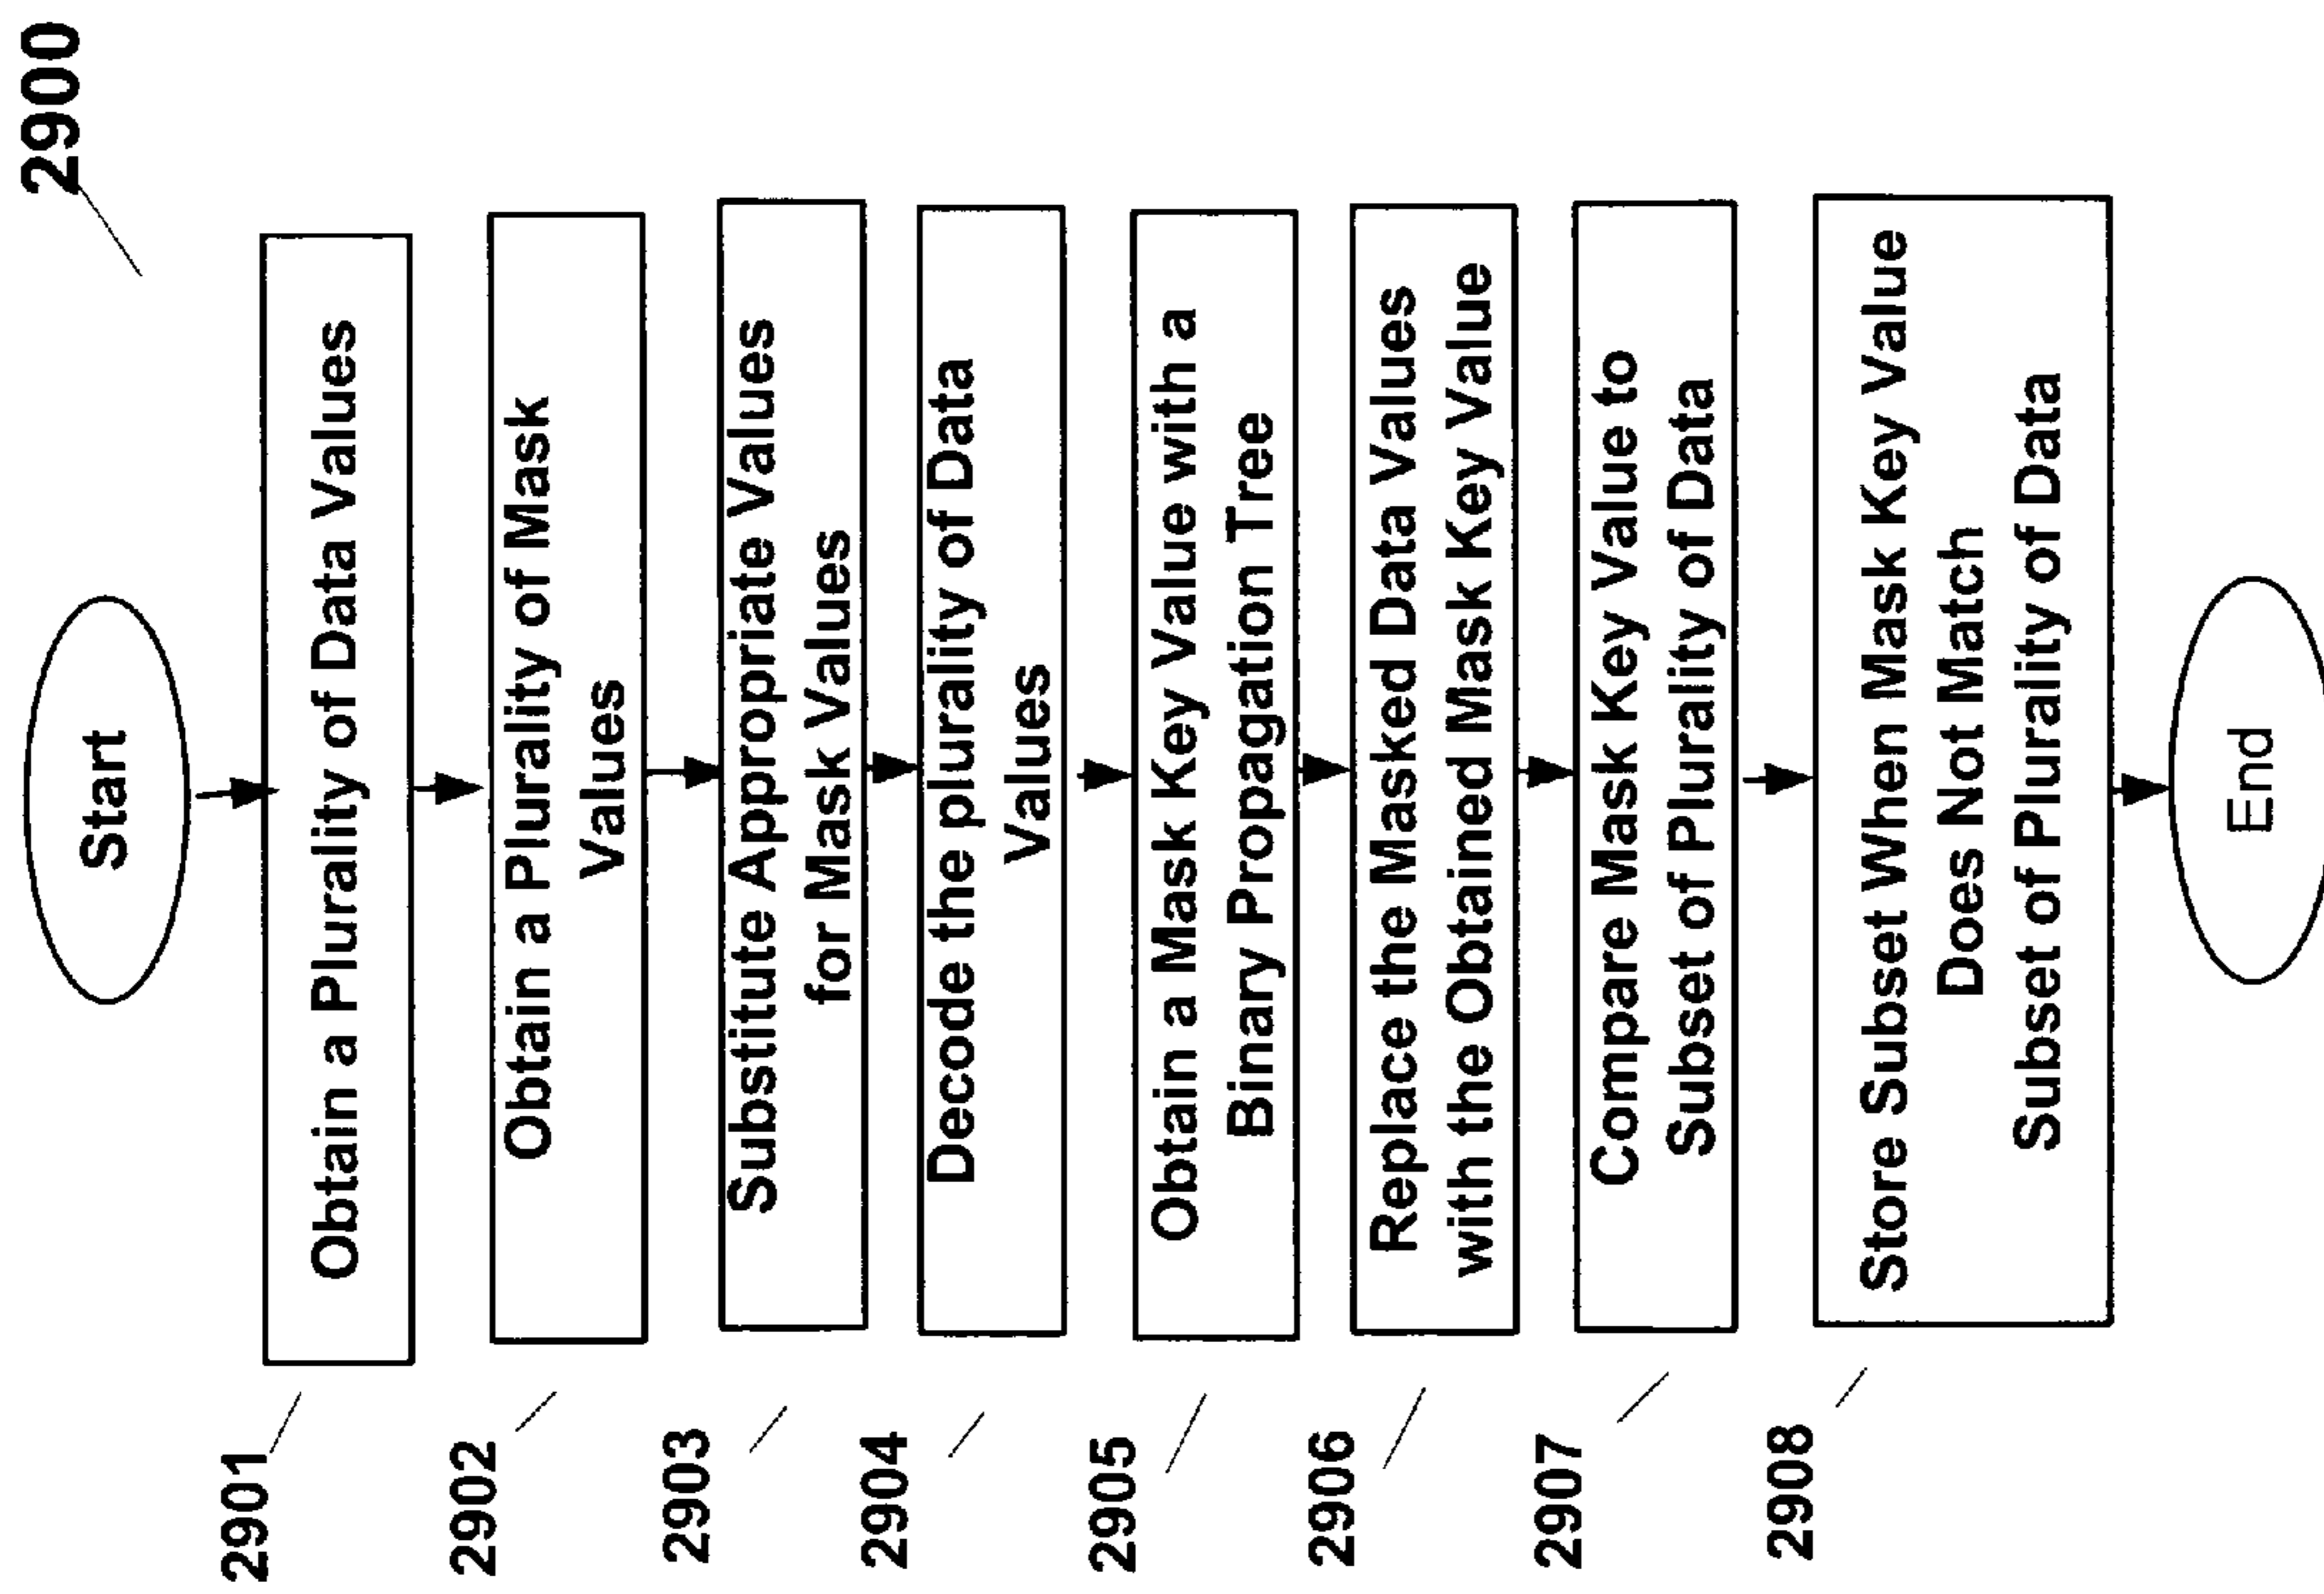 2900
Start
2901
Obtain a Plurality of Data Values
2902
Obtain a Plurality of Mask
Values
2903
Substitute Appropriate Values
for Mask Values
2904
Decode the plurality of Data
Values
2905
Obtain a Mask Key Value with a
Binary Propagation Tree
2906
Replace the Masked Data Values
with the Obtained Mask Key Value
2907
Compare Mask Key Value to
Subset of Plurality of Data
2908
Store Subset When Mask Key Value
Does Not Match
Subset of Plurality of Data
End